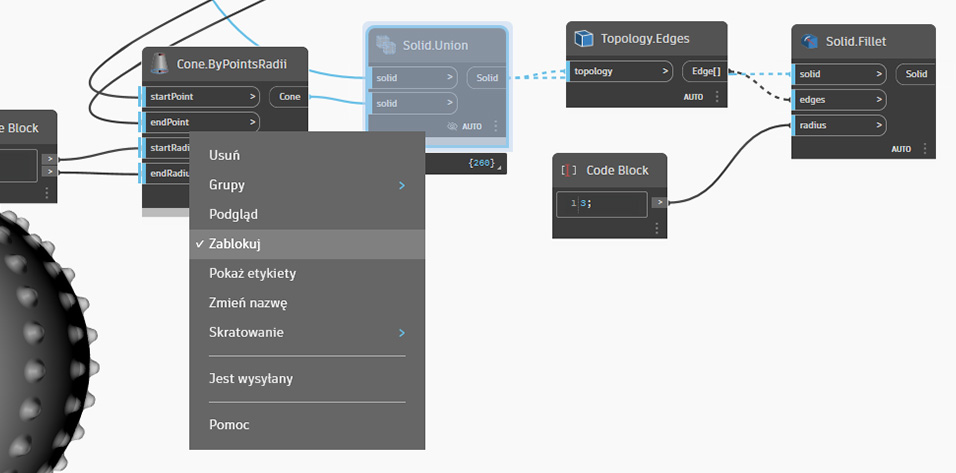 Cone.ByPointsRadii
startPoint >
Cone
endPoint >
startRadi
endRadiu
e Block
>
>
Solid.Union
solid >
Solid
solid >
AUTO
{260}
Topology.Edges
topology >
Edge[]
AUTO
Solid.Fillet
solid >
Solid
edges >
radius >
AUTO
[ ] Code Block
1 3;
>
Usuń
Grupy >
Podgląd
✓ Zablokuj
Pokaż etykiety
Zmień nazwę
Skratowanie >
Jest wysyłany
Pomoc